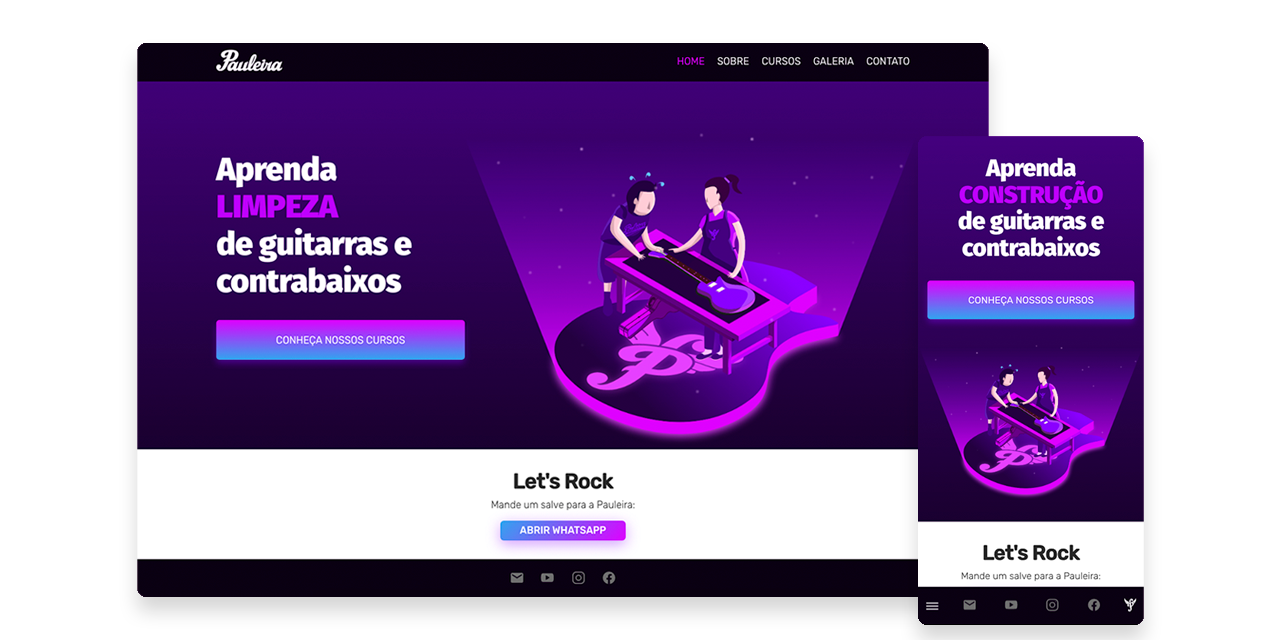 Pauleira
HOME SOBRE CURSOS GALERIA CONTATO
Aprenda
LIMPEZA
de guitarras e
contrabaixos
CONHEÇA NOSSOS CURSOS
Let's Rock
Mande um salve para a Pauleira:
ABRIR WHATSAPP
Aprenda
CONSTRUÇÃO
de guitarras e
contrabaixos
CONHEÇA NOSSOS CURSOS
Let's Rock
Mande um salve para a Pauleira: